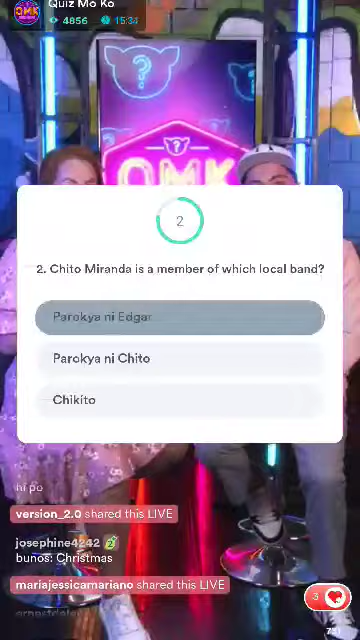 Quiz Mo Ko
QMK
4856
15:34
QMK
2
2. Chito Miranda is a member of which local band?
Parokya ni Edgar
Parokya ni Chito
Chikito
hi po
version_2.0 shared this LIVE
josephine4242
bunos: Christmas
mariajessicamariano shared this LIVE
3